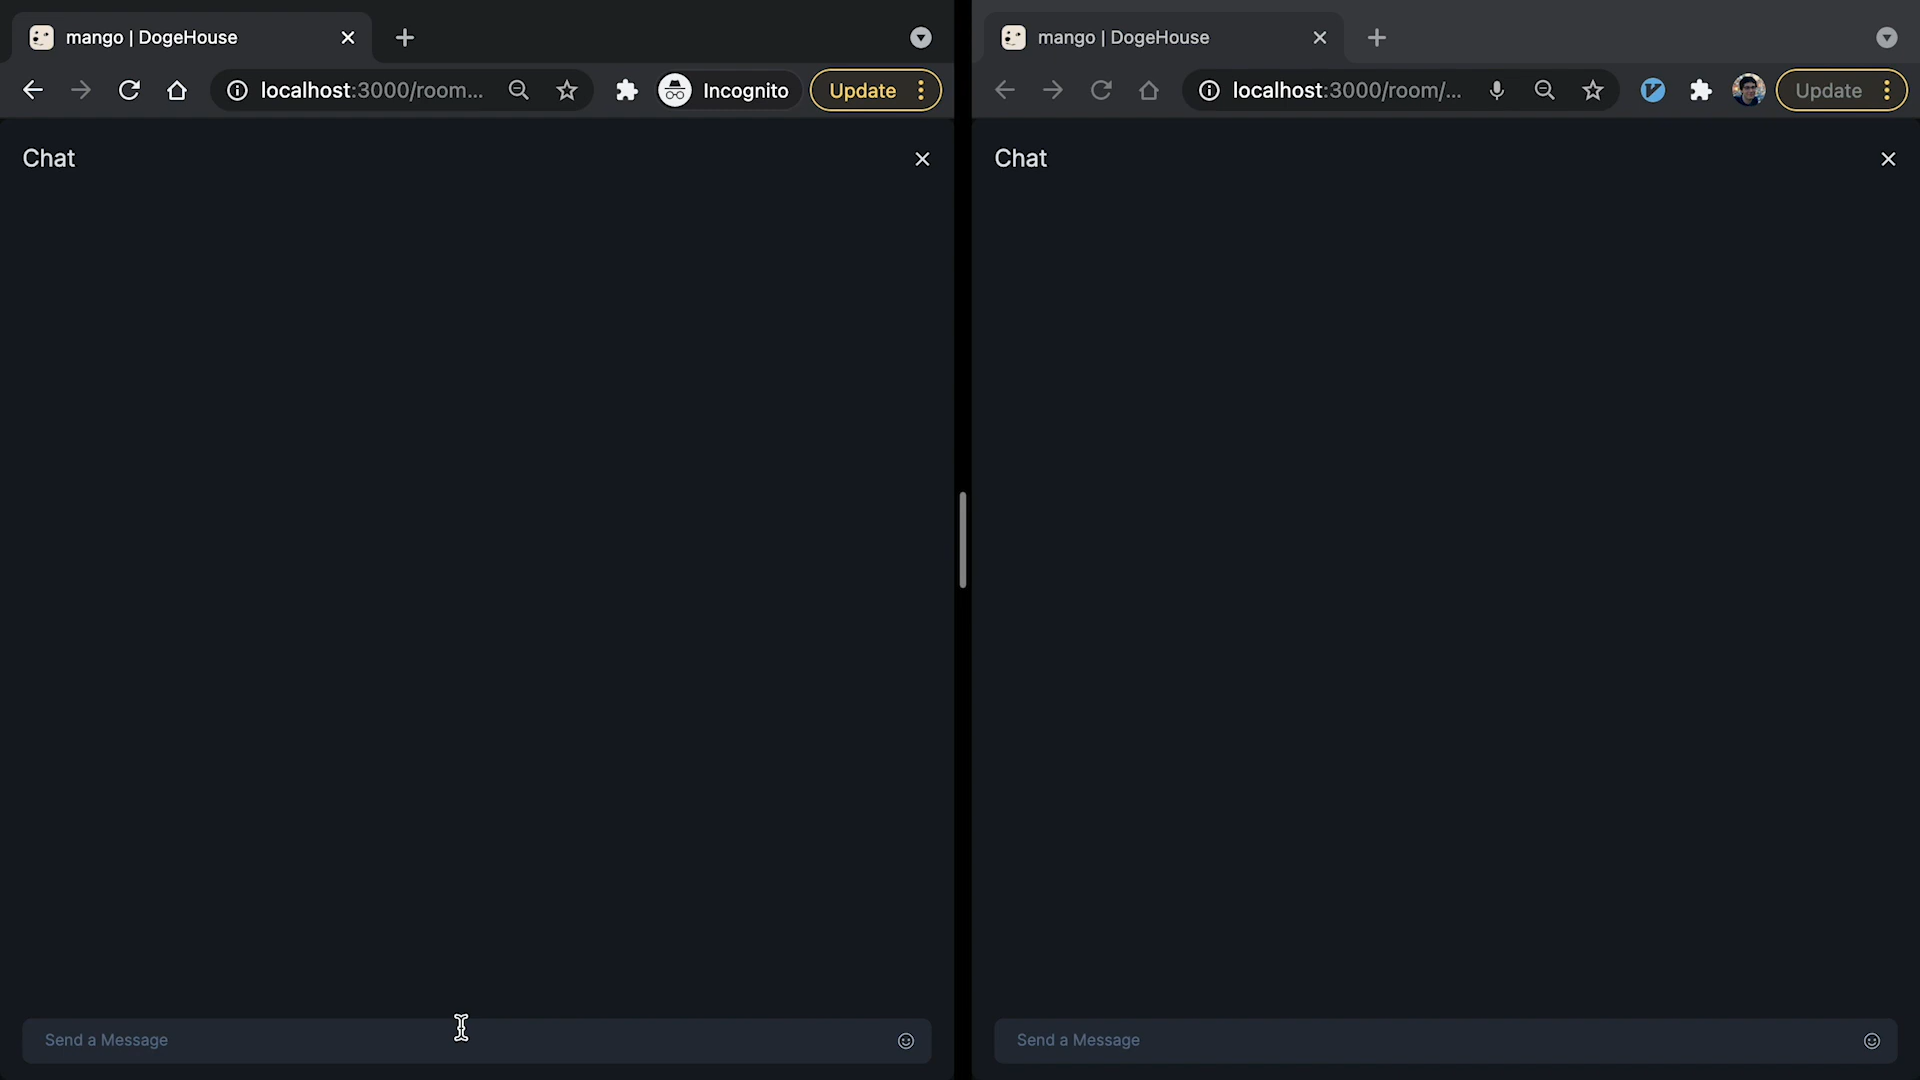 mango | DogeHouse
localhost:3000/room...
Incognito
Update
Chat
Send a Message
mango | DogeHouse
localhost:3000/room/...
Update
Chat
Send a Message